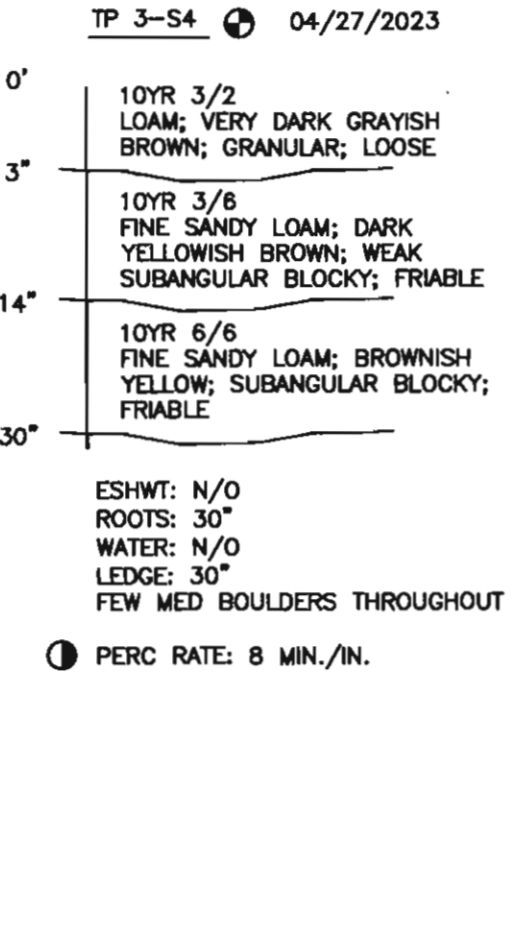 TP 3-S4 04/27/2023
0'
10YR 3/2
LOAM; VERY DARK GRAYISH
BROWN; GRANULAR; LOOSE
3"
10YR 3/6
FINE SANDY LOAM; DARK
YELLOWISH BROWN; WEAK
SUBANGULAR BLOCKY; FRIABLE
14"
10YR 6/6
FINE SANDY LOAM; BROWNISH
YELLOW; SUBANGULAR BLOCKY;
FRIABLE
30"
ESHWT: N/O
ROOTS: 30"
WATER: N/O
LEDGE: 30"
FEW MED BOULDERS THROUGHOUT
PERC RATE: 8 MIN./IN.